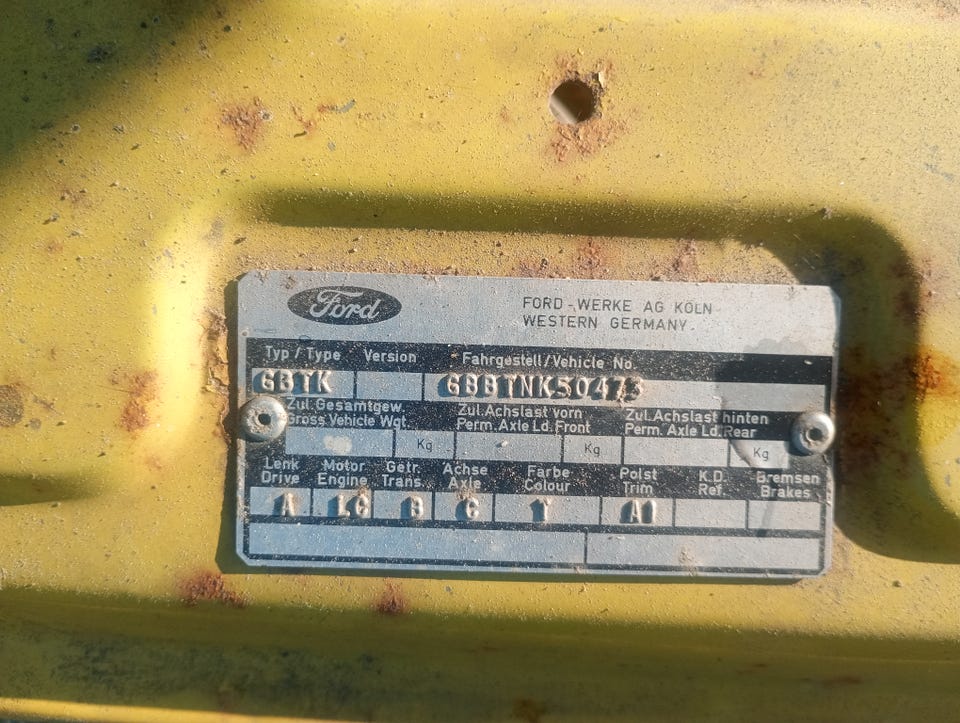 Ford
FORD-WERKE AG KÖLN
WESTERN GERMANY
Typ / Type Version Fahrgestell / Vehicle No.
GBTK GBBTNK50473
Zul. Gesamtgew. Zul. Achslast vorn Zul. Achslast hinten
Gross Vehicle Wgt. Perm. Axle Ld. Front Perm. Axle Ld. Rear
Kg Kg Kg
Lenk Motor Getr. Achse Farbe Polst K.D. Bremsen
Drive Engine Trans. Axle Colour Trim Ref. Brakes
A LC B C Y A1